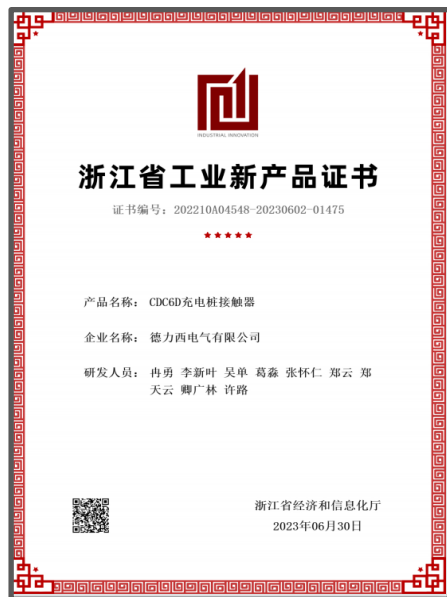 INDUSTRIAL INNOVATION
浙江省工业新产品证书
证书编号：202210A04548-20230602-01475
产品名称：CDC6D充电桩接触器
企业名称：德力西电气有限公司
研发人员：冉勇 李新叶 吴单 葛淼 张怀仁 郑云 郑
天云 卿广林 许路
浙江省经济和信息化厅
2023年06月30日